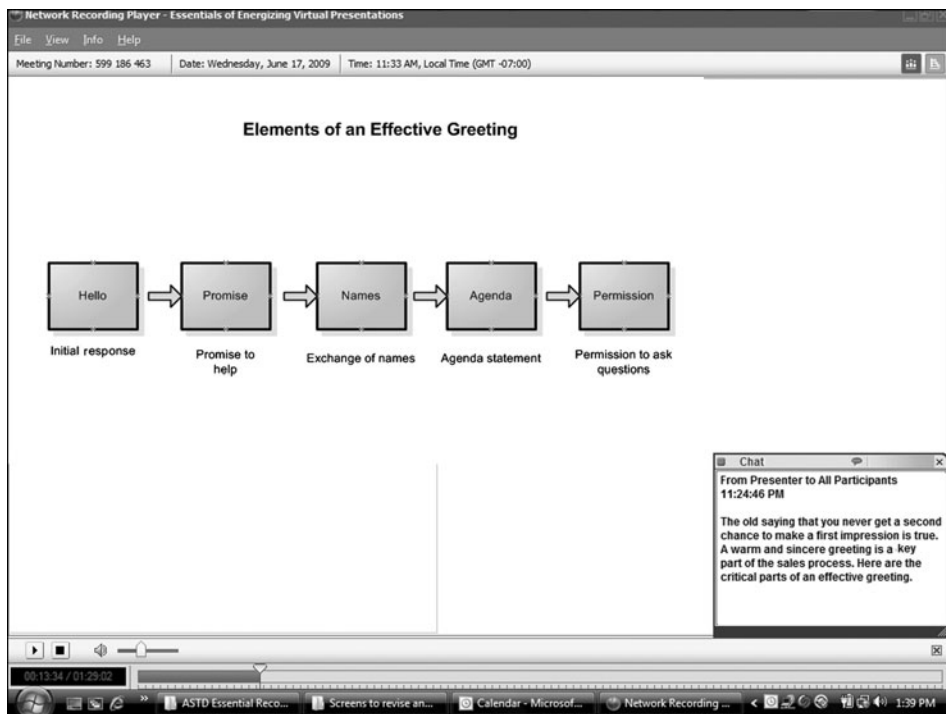 Network Recording Player - Essentials of Energizing Virtual Presentations
File View Info Help
Meeting Number: 599 186 463 Date: Wednesday, June 17, 2009 Time: 11:33 AM, Local Time (GMT -07:00)
Elements of an Effective Greeting
Hello Promise Names Agenda Permission
Initial response Promise to Exchange of names Agenda statement Permission to ask
help questions
Chat
From Presenter to All Participants
11:24:46 PM
The old saying that you never get a second
chance to make a first impression is true.
A warm and sincere greeting is a key
part of the sales process. Here are the
critical parts of an effective greeting.
00:13:34 / 01:29:02
ASTD Essential Reco... Screens to revise an... Calendar - Microsof... Network Recording ... 1:39 PM